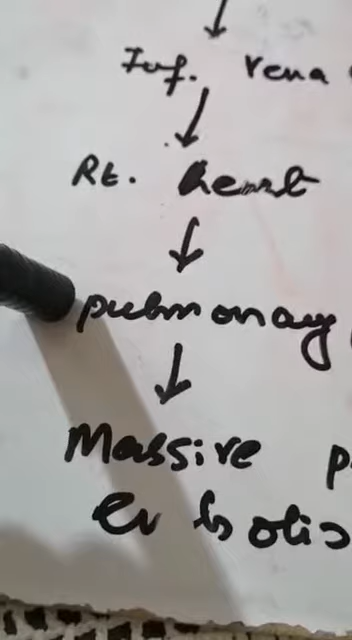 Inf. vena
Rt. heart
pulmonary
Massive p
embolis